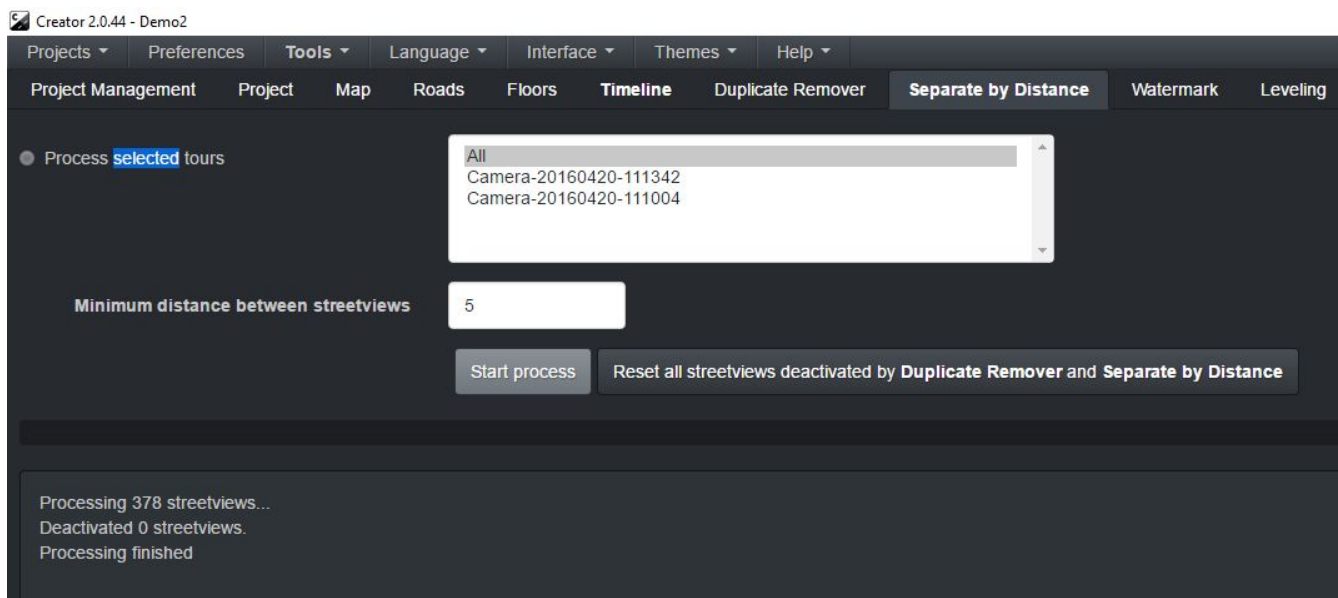 Creator 2.0.44 - Demo2
Projects Preferences Tools Language Interface Themes Help
Project Management Project Map Roads Floors Timeline Duplicate Remover Separate by Distance Watermark Leveling
Process selected tours
All
Camera-20160420-111342
Camera-20160420-111004
Minimum distance between streetviews 5
Start process Reset all streetviews deactivated by Duplicate Remover and Separate by Distance
Processing 378 streetviews...
Deactivated 0 streetviews.
Processing finished